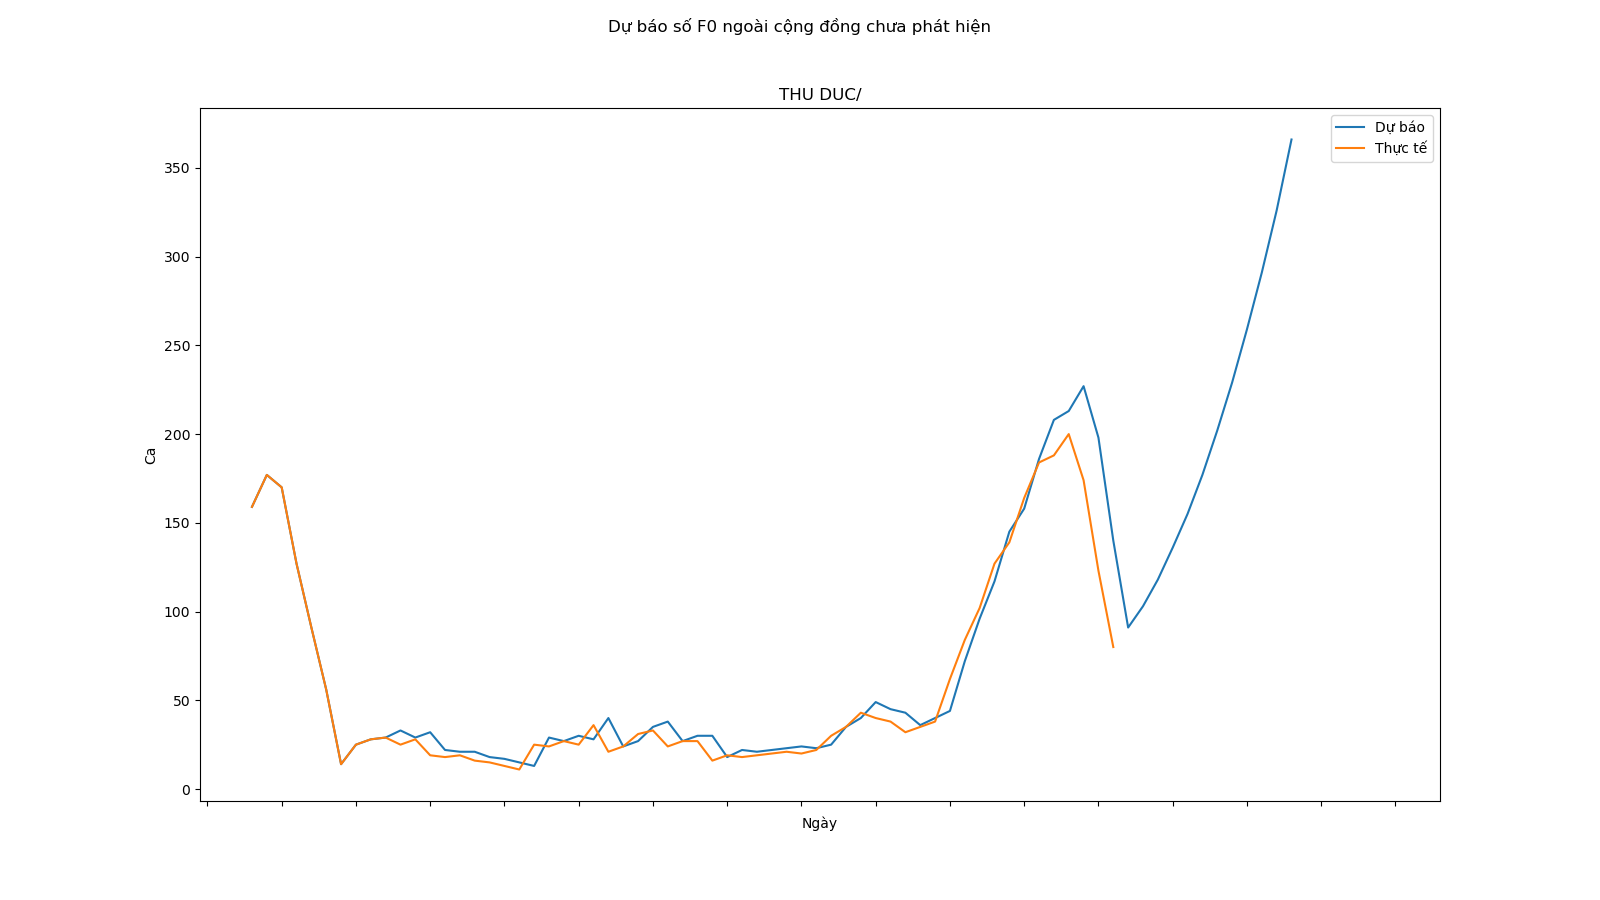 Dự báo số F0 ngoài cộng đồng chưa phát hiện
THU DUC/
Dự báo
Thực tế
350
300
250
200
150
100
50
0
Ca
Ngày